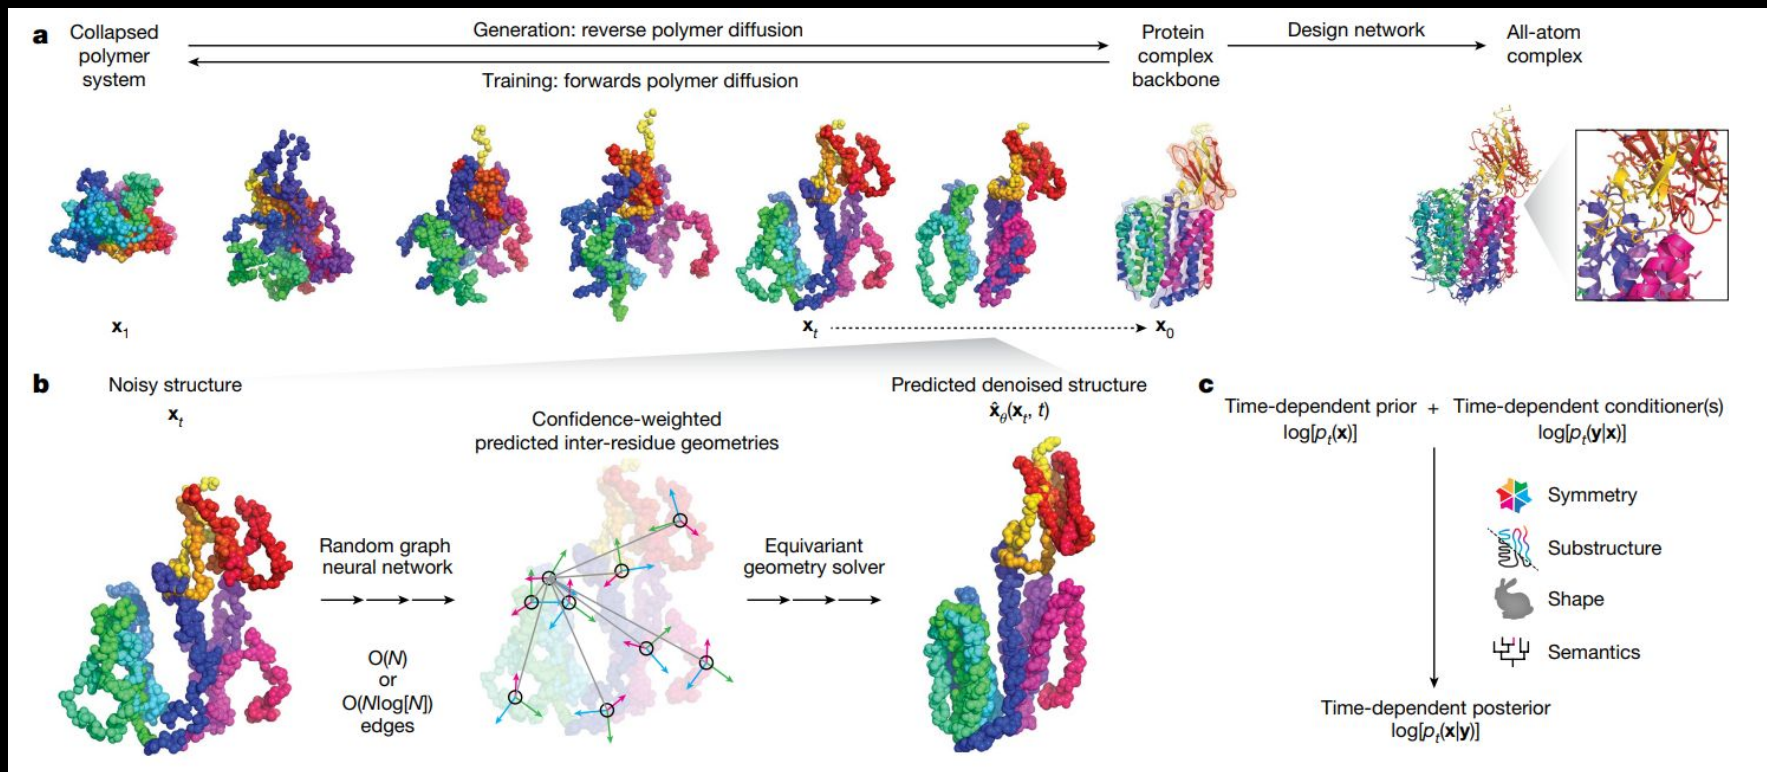 a
Collapsed
polymer
system
Generation: reverse polymer diffusion
Training: forwards polymer diffusion
Protein
complex
backbone
Design network
All-atom
complex
x₁
xₜ
x₀
b
Noisy structure
xₜ
Random graph
neural network
O(N)
or
O(Nlog[N])
edges
Confidence-weighted
predicted inter-residue geometries
Equivariant
geometry solver
Predicted denoised structure
x̂θ(xₜ, t)
c
Time-dependent prior + Time-dependent conditioner(s)
log[pₜ(x)] log[pₜ(y|x)]
Symmetry
Substructure
Shape
Semantics
Time-dependent posterior
log[pₜ(x|y)]